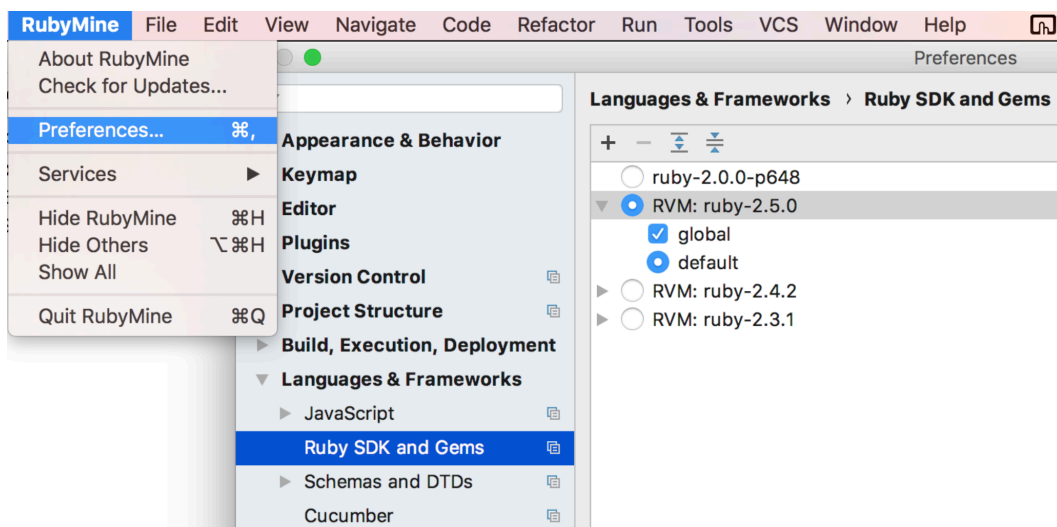 RubyMine File Edit View Navigate Code Refactor Run Tools VCS Window Help
About RubyMine
Check for Updates...
Preferences... ⌘,
Services
Hide RubyMine ⌘H
Hide Others ⌥⌘H
Show All
Quit RubyMine ⌘Q
Preferences
Appearance & Behavior
Keymap
Editor
Plugins
Version Control
Project Structure
Build, Execution, Deployment
Languages & Frameworks
JavaScript
Ruby SDK and Gems
Schemas and DTDs
Cucumber
Languages & Frameworks › Ruby SDK and Gems
ruby-2.0.0-p648
RVM: ruby-2.5.0
global
default
RVM: ruby-2.4.2
RVM: ruby-2.3.1